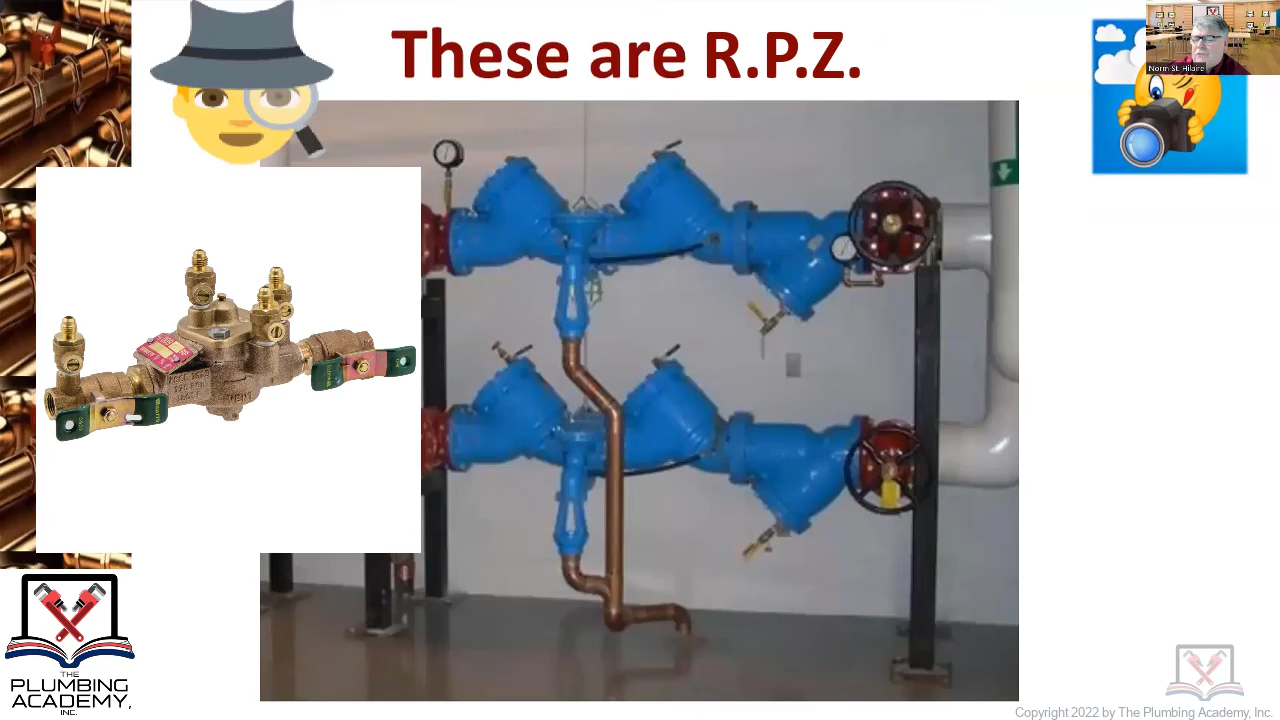 These are R.P.Z.
Norm St. Hilaire
THE
PLUMBING
ACADEMY,
INC.
Copyright 2022 by The Plumbing Academy, Inc.